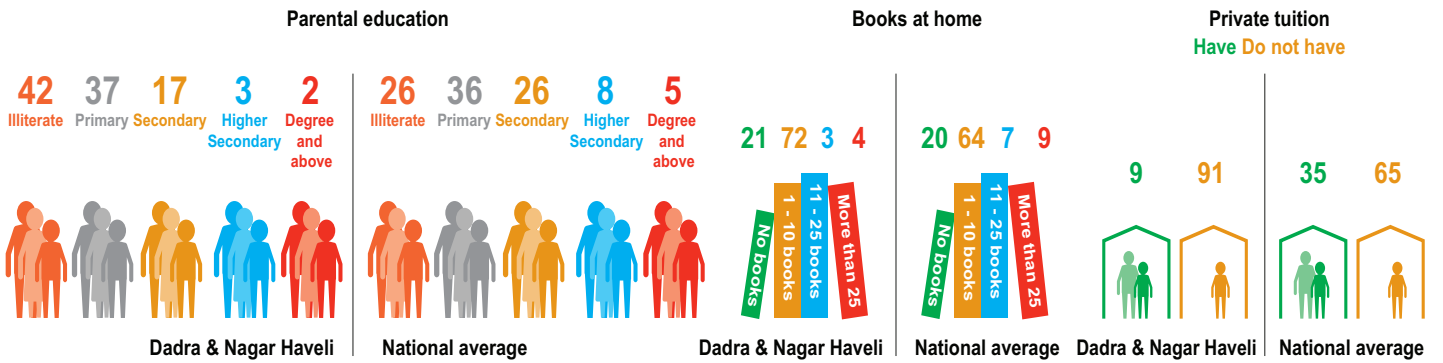 Parental education
42 37 17 3 2
Illiterate Primary Secondary Higher Secondary Degree and above
26 36 26 8 5
Illiterate Primary Secondary Higher Secondary Degree and above
Dadra & Nagar Haveli National average
Books at home
21 72 3 4
No books
1 - 10 books
11 - 25 books
More than 25
20 64 7 9
No books
1 - 10 books
11 - 25 books
More than 25
Dadra & Nagar Haveli National average
Private tuition
Have Do not have
9 91
35 65
Dadra & Nagar Haveli National average